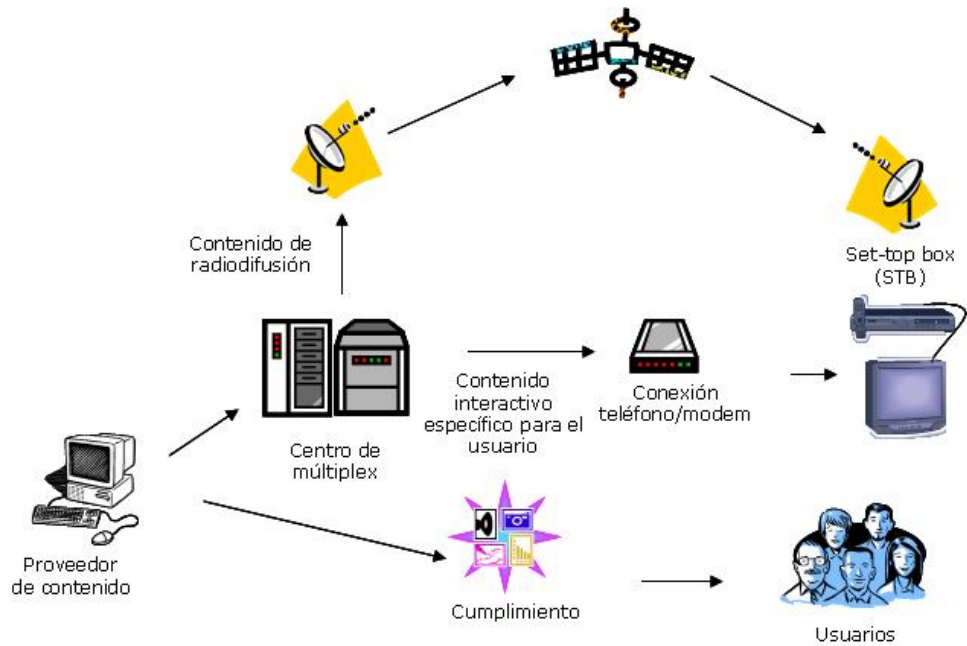 Contenido de
radiodifusión
Set-top box
(STB)
Contenido
interactivo
específico para el
usuario
Conexión
teléfono/modem
Centro de
múltiplex
Proveedor
de contenido
Cumplimiento
Usuarios